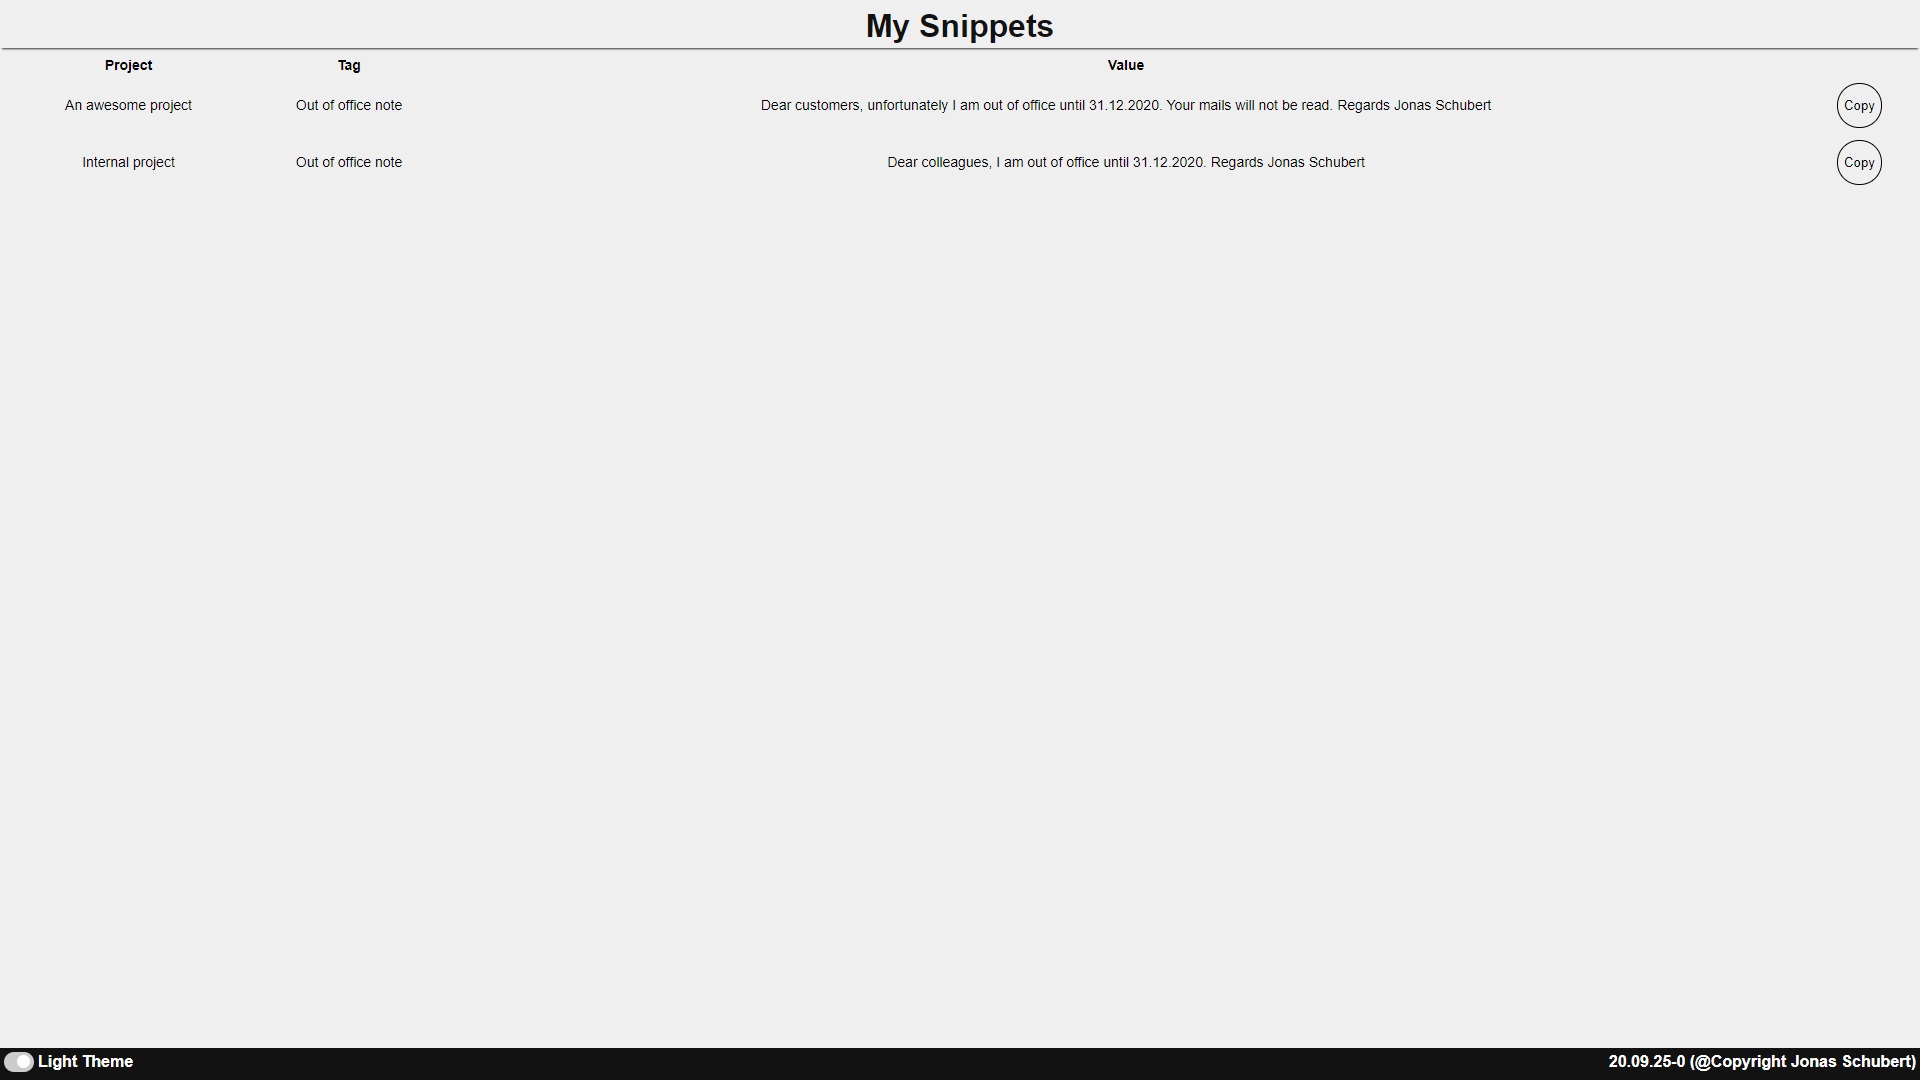 My Snippets
Project Tag Value
An awesome project Out of office note Dear customers, unfortunately I am out of office until 31.12.2020. Your mails will not be read. Regards Jonas Schubert Copy
Internal project Out of office note Dear colleagues, I am out of office until 31.12.2020. Regards Jonas Schubert Copy
Light Theme 20.09.25-0 (@Copyright Jonas Schubert)